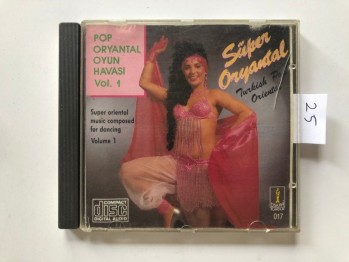 POP
ORYANTAL
OYUN
HAVASI
Vol. 1
Super oriental
music composed
for dancing.
Volume 1
Süper
Oryantal
Turkish
Oriental
COMPACT
disc
DIGITAL AUDIO
017
25